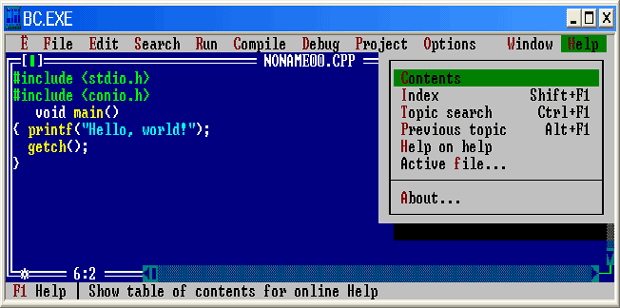 BC.EXE
E File Edit Search Run Compile Debug Project Options Window Help
[ ] NONAME00.CPP
#include <stdio.h>
#include <conio.h>
void main()
{ printf("Hello, world!");
getch();
}
Contents
Index Shift+F1
Topic search Ctrl+F1
Previous topic Alt+F1
Help on help
Active file...
About...
6:2
F1 Help | Show table of contents for online Help